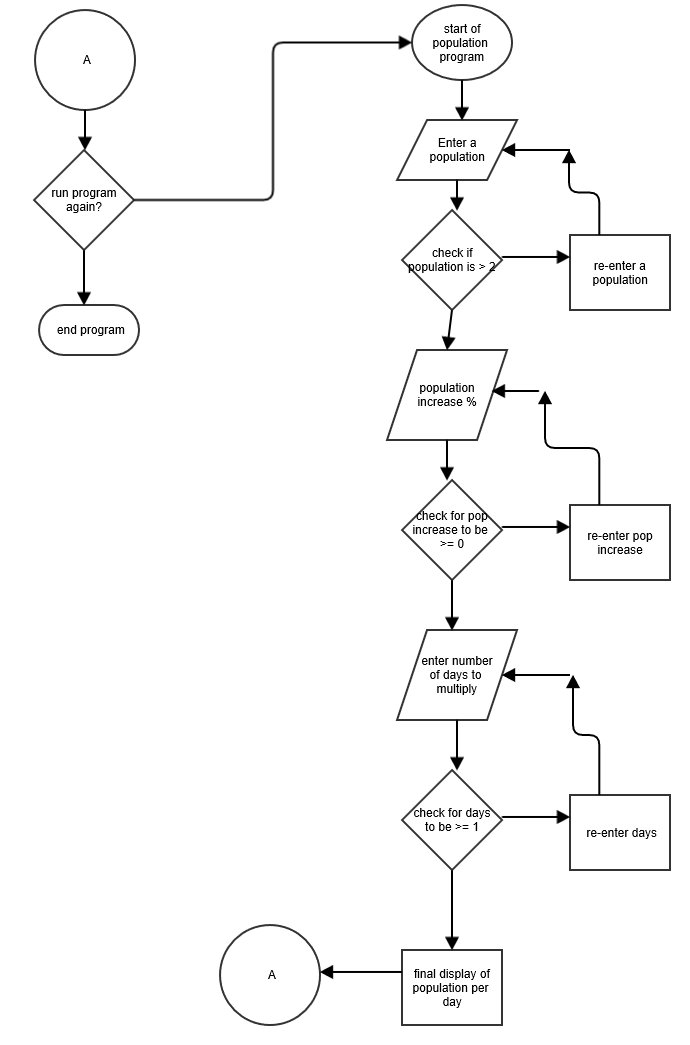 A
run program
again?
end program
start of
population
program
Enter a
population
check if
population is > 2
re-enter a
population
population
increase %
check for pop
increase to be
>= 0
re-enter pop
increase
enter number
of days to
multiply
check for days
to be >= 1
re-enter days
final display of
population per
day
A